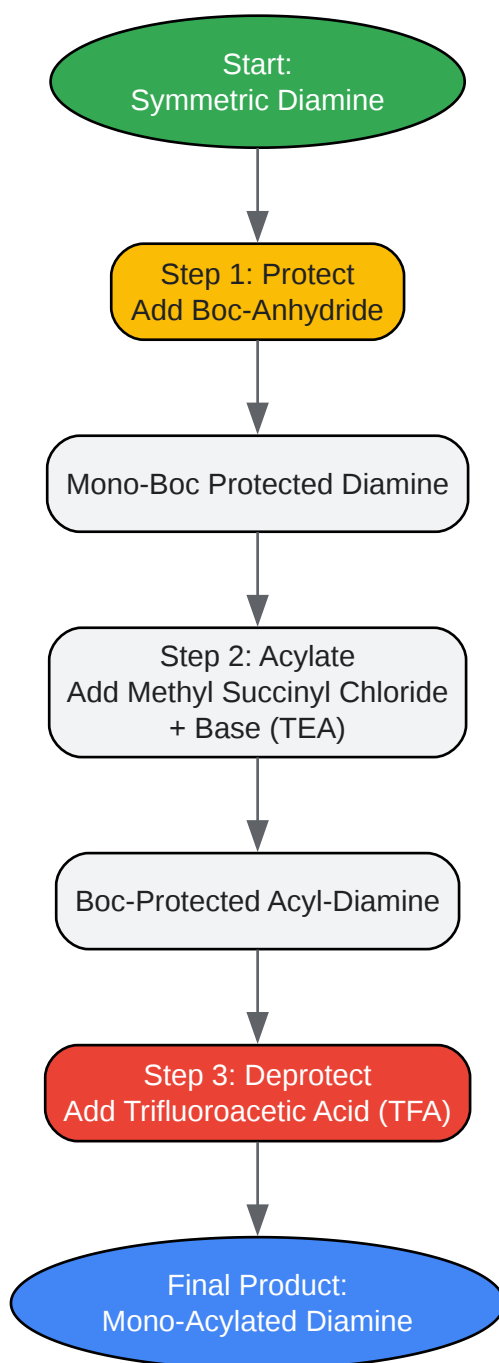 Start:
Symmetric Diamine
Step 1: Protect
Add Boc-Anhydride
Mono-Boc Protected Diamine
Step 2: Acylate
Add Methyl Succinyl Chloride
+ Base (TEA)
Boc-Protected Acyl-Diamine
Step 3: Deprotect
Add Trifluoroacetic Acid (TFA)
Final Product:
Mono-Acylated Diamine